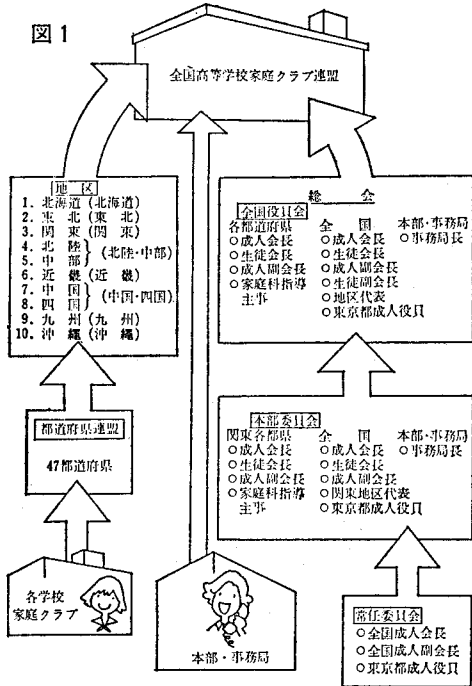 図1
全国高等学校家庭クラブ連盟
地区
1. 北海道 (北海道)
2. 東北 (東北)
3. 関東 (関東)
4. 北陸
5. 中部
(北陸・中部)
6. 近畿 (近畿)
7. 中国
8. 四国
(中国・四国)
9. 九州 (九州)
10. 沖縄 (沖縄)
都道府県連盟
47都道府県
各学校
家庭クラブ
本部・事務局
総会
全国役員会
各都道府県
○成人会長
○生徒会長
○成人副会長
○家庭科指導
主事
全国
○成人会長
○生徒会長
○成人副会長
○生徒副会長
○地区代表
○東京都成人役員
本部・事務局
○事務局長
本部委員会
関東各都県
○成人会長
○生徒会長
○成人副会長
○家庭科指導
主事
全国
○成人会長
○生徒会長
○成人副会長
○関東地区代表
○東京都成人役員
本部・事務局
○事務局長
常任委員会
○全国成人会長
○全国成人副会長
○東京都成人役員